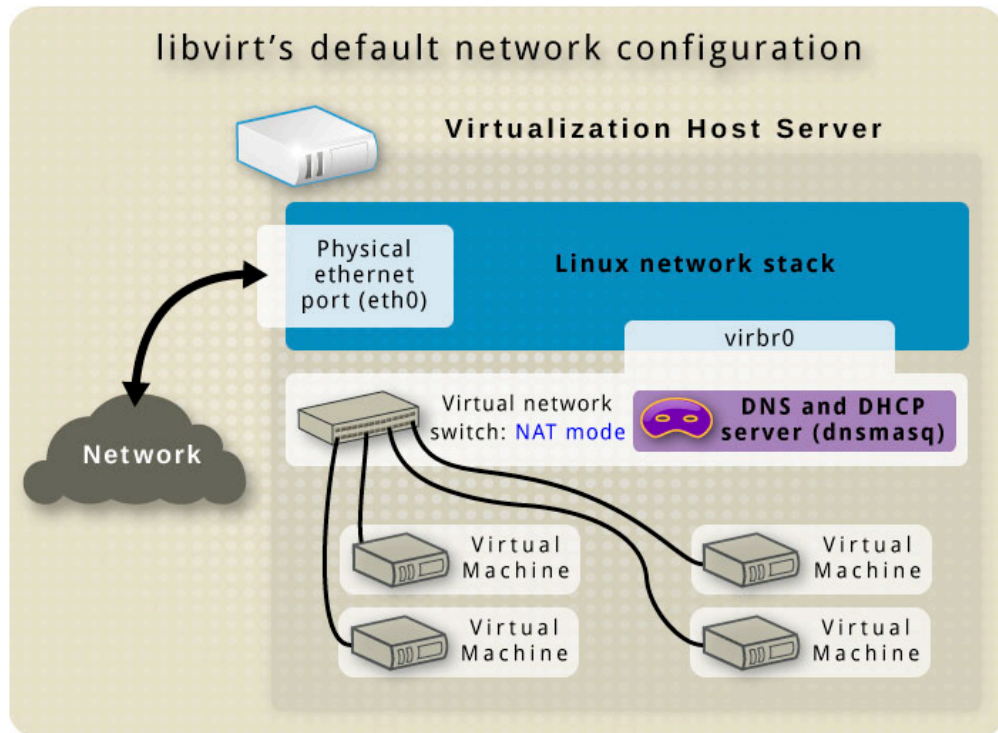 libvirt's default network configuration
Virtualization Host Server
Physical
ethernet
port (eth0)
Linux network stack
virbr0
Virtual network
switch: NAT mode
DNS and DHCP
server (dnsmasq)
Network
Virtual
Machine
Virtual
Machine
Virtual
Machine
Virtual
Machine